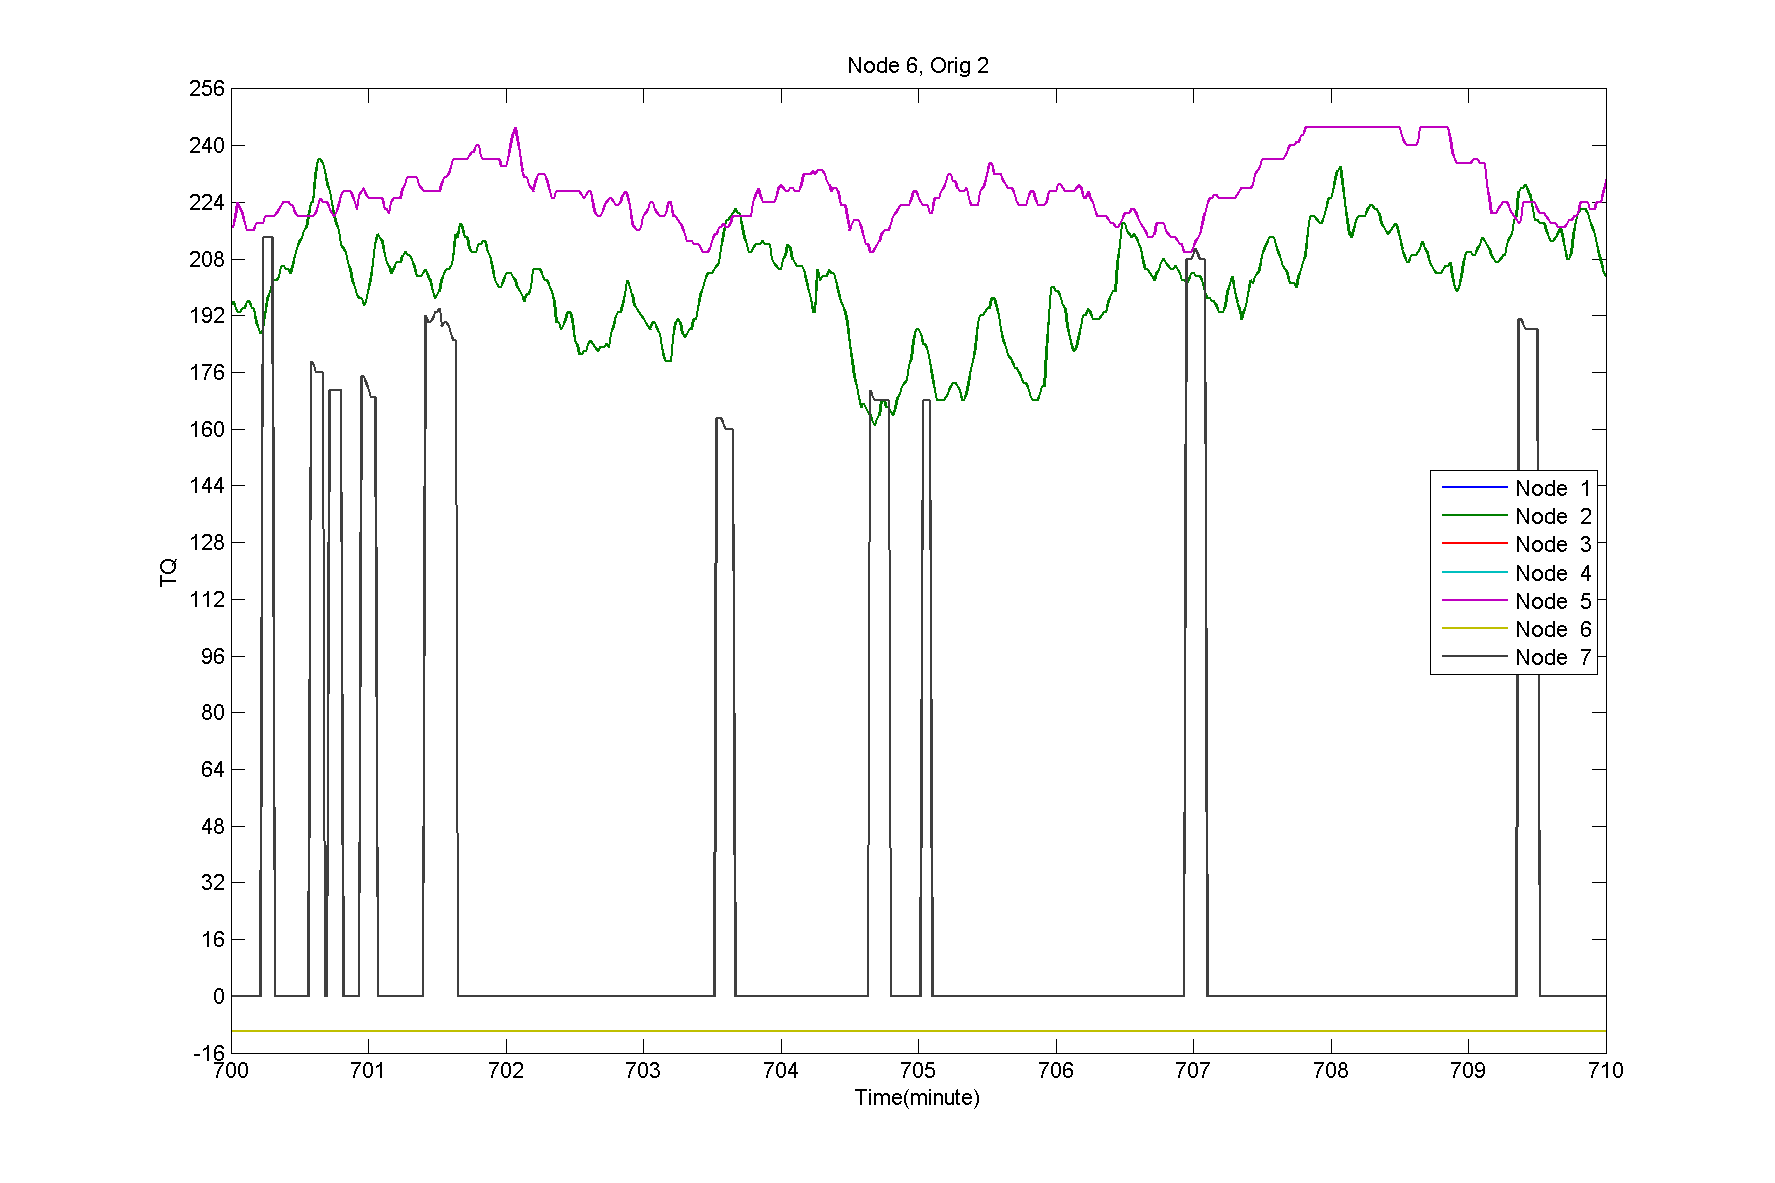 Node 6, Orig 2
256
240
224
208
192
176
160
144
128
112
96
80
64
48
32
16
0
-16
TQ
Node 1
Node 2
Node 3
Node 4
Node 5
Node 6
Node 7
700 701 702 703 704 705 706 707 708 709 710
Time(minute)